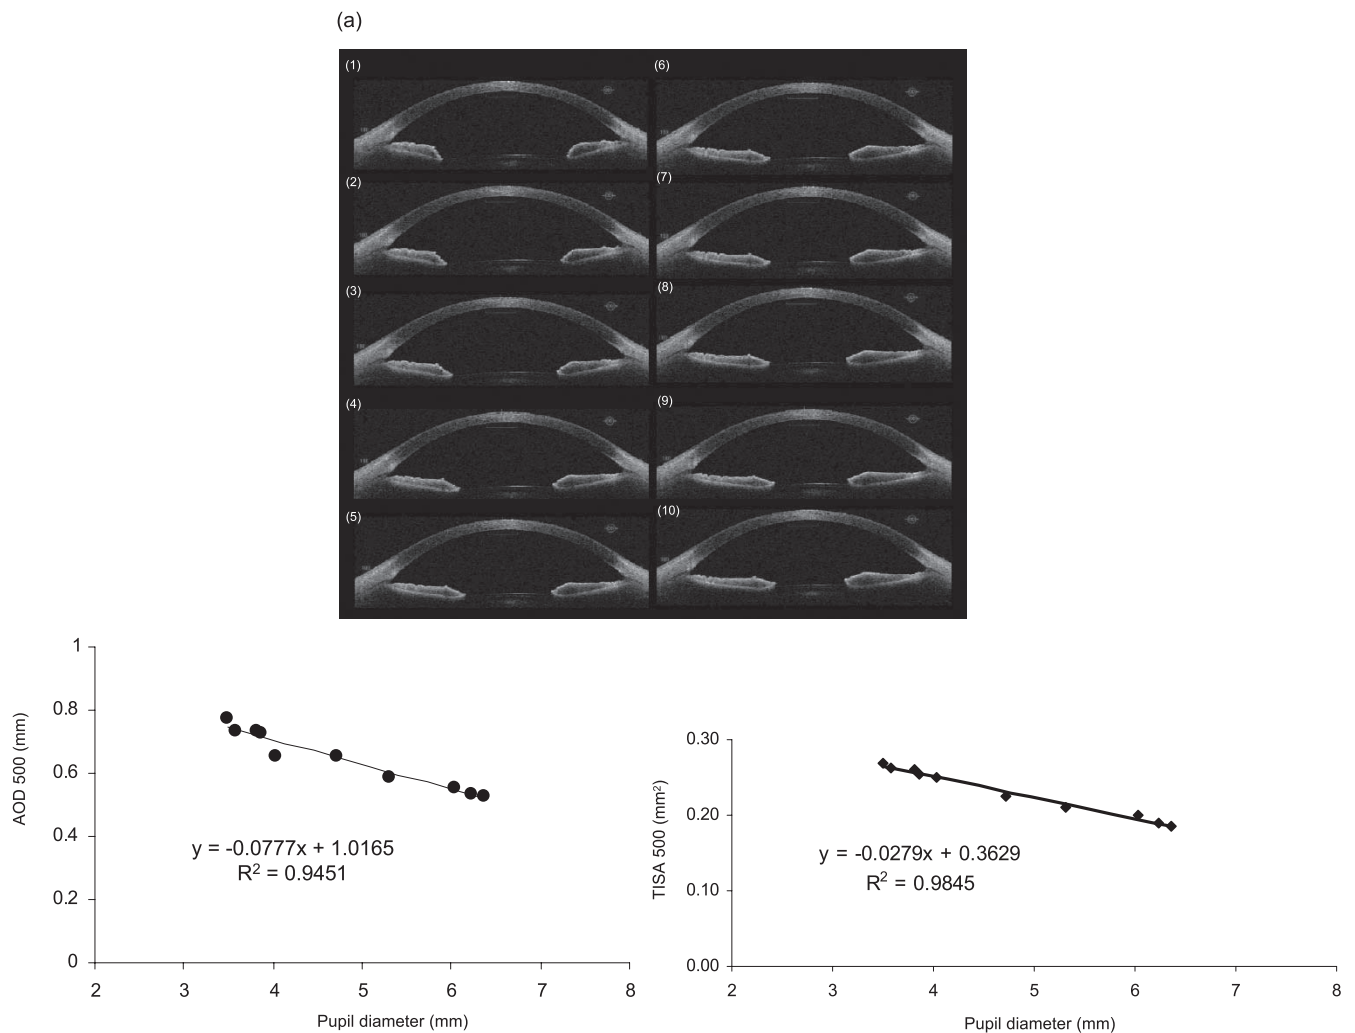 (a)
(1)
(6)
(2)
(7)
(3)
(8)
(4)
(9)
(5)
(10)
1
0.8
0.6
0.4
0.2
0
AOD 500 (mm)
y = -0.0777x + 1.0165
R² = 0.9451
2 3 4 5 6 7 8
Pupil diameter (mm)
0.30
0.20
0.10
0.00
TISA 500 (mm²)
y = -0.0279x + 0.3629
R² = 0.9845
2 3 4 5 6 7 8
Pupil diameter (mm)